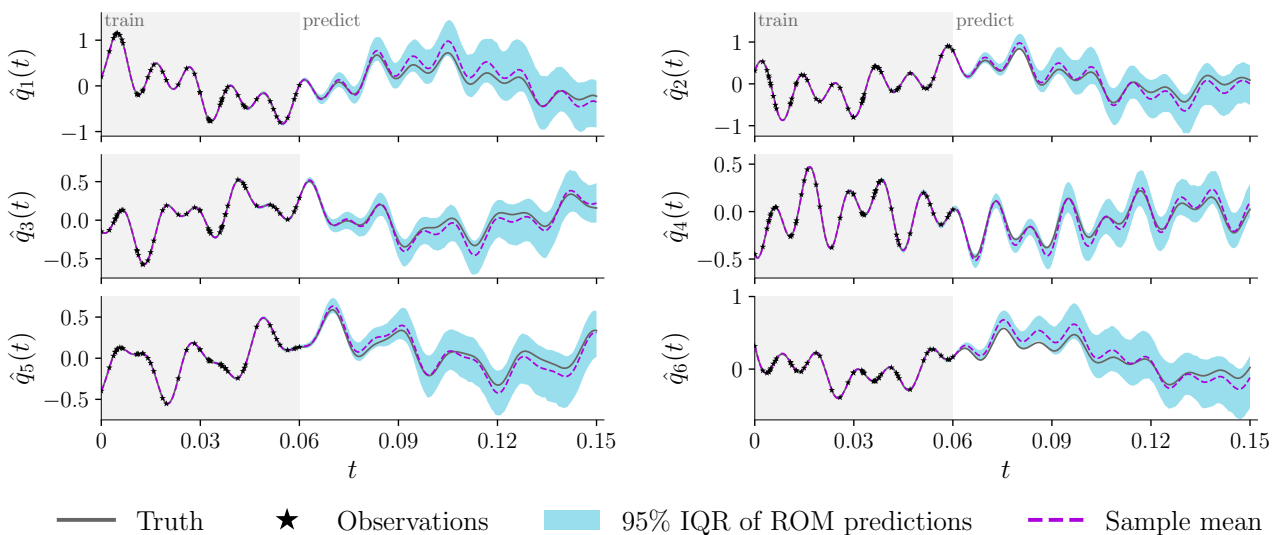 train
predict
q̂₁(t)
1
0
−1
train
predict
q̂₂(t)
1
0
−1
q̂₃(t)
0.5
0.0
−0.5
q̂₄(t)
0.5
0.0
−0.5
q̂₅(t)
0.5
0.0
−0.5
0
0.03
0.06
0.09
0.12
0.15
t
q̂₆(t)
1
0
0
0.03
0.06
0.09
0.12
0.15
t
Truth
Observations
95% IQR of ROM predictions
Sample mean